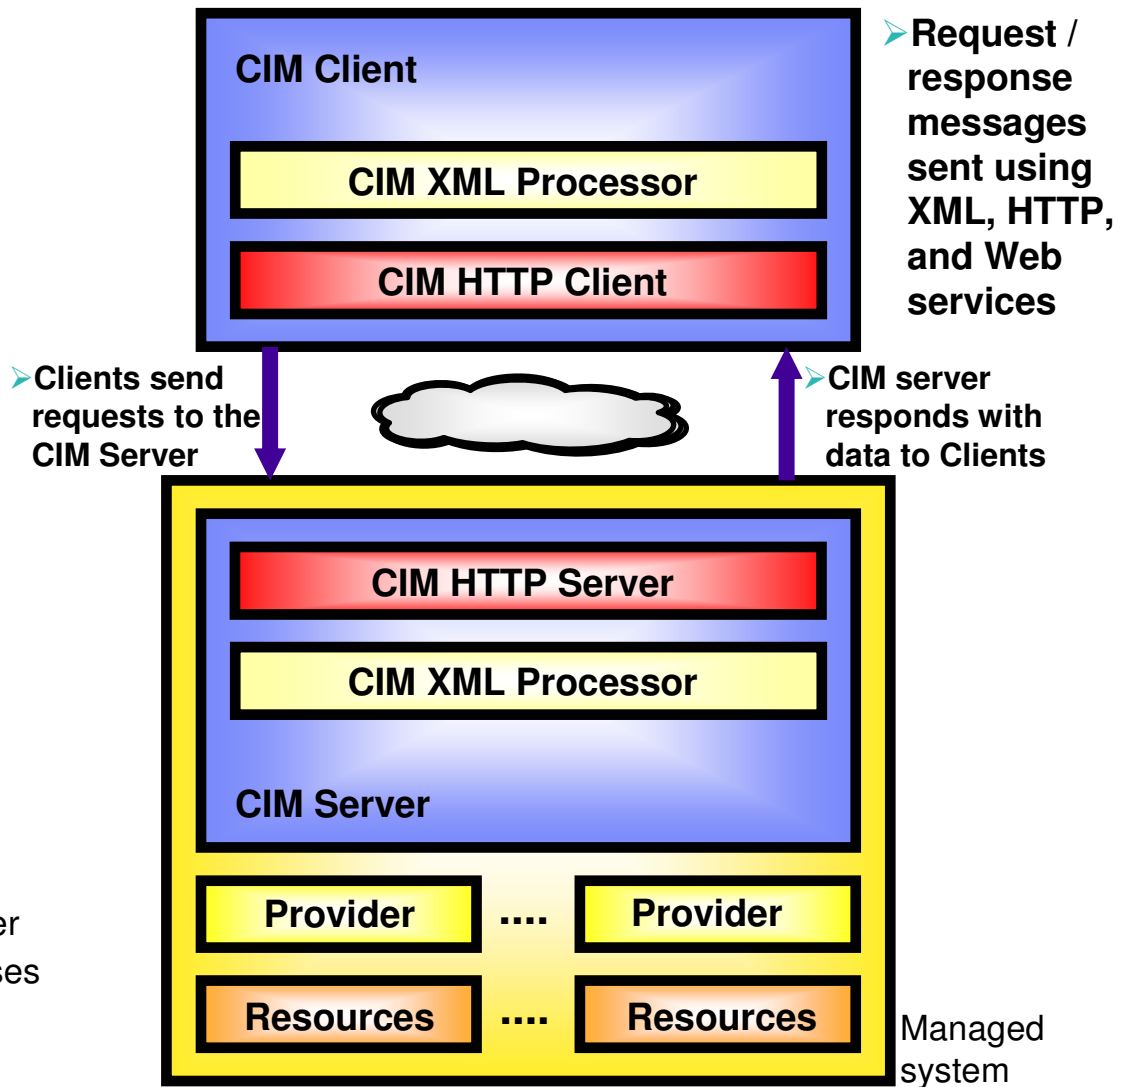 CIM Client
CIM XML Processor
CIM HTTP Client
➢Request /
response
messages
sent using
XML, HTTP,
and Web
services
➢Clients send
requests to the
CIM Server
➢CIM server
responds with
data to Clients
CIM HTTP Server
CIM XML Processor
CIM Server
Provider .... Provider
er
ses
Resources .... Resources
Managed
system